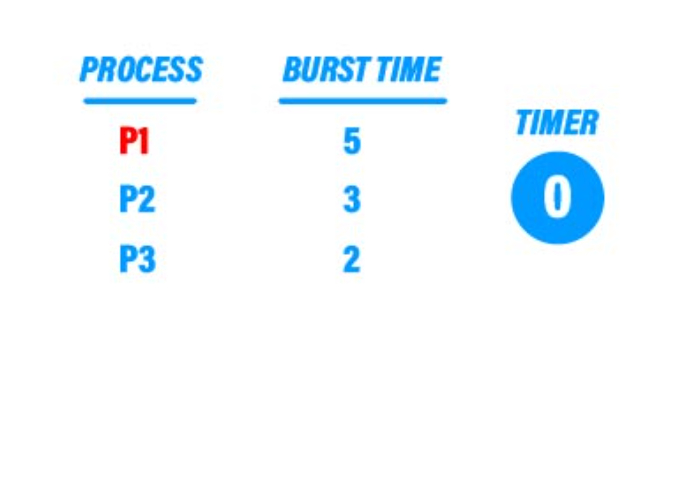 PROCESS BURST TIME
TIMER
P1 5
P2 3 0
P3 2